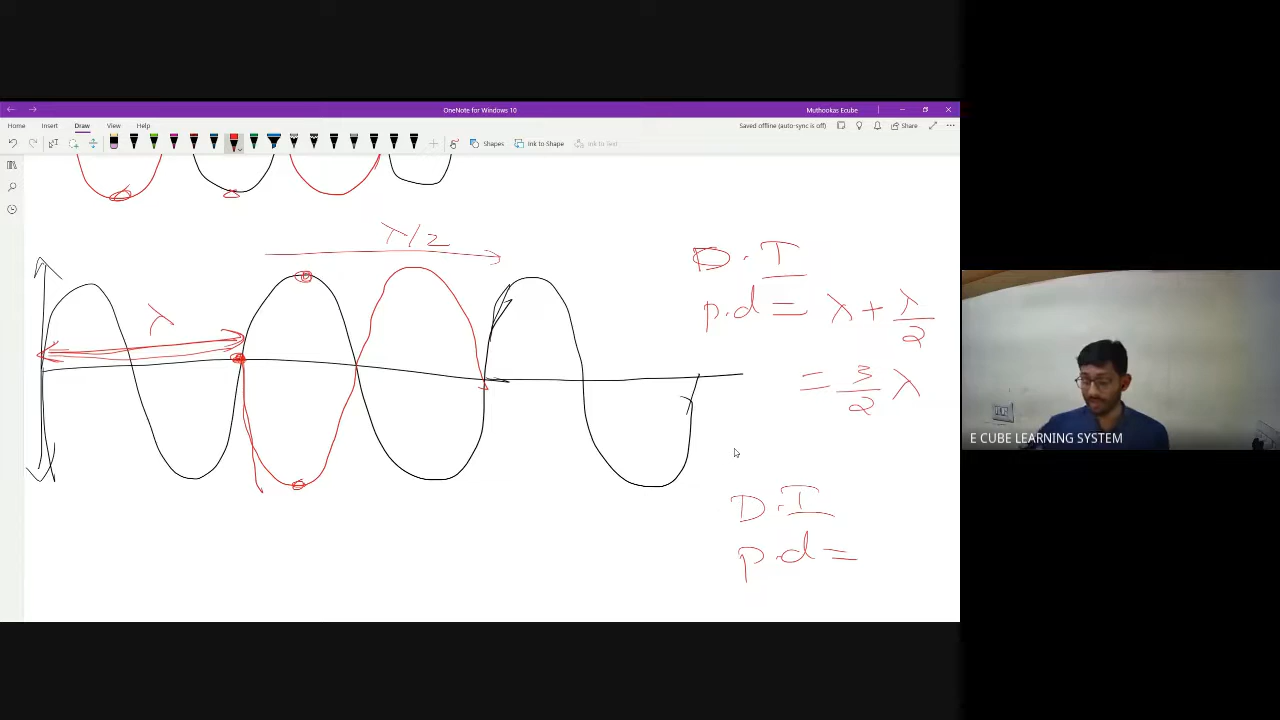 OneNote for Windows 10
Muthookas Ecube
Home Insert Draw View Help
Saved offline (auto-sync is off)
Share
Shapes
Ink to Shape
Ink to Text
λ/2
λ
D.T
p.d = λ + λ/2
= 3/2 λ
D.T
p.d =
E CUBE LEARNING SYSTEM